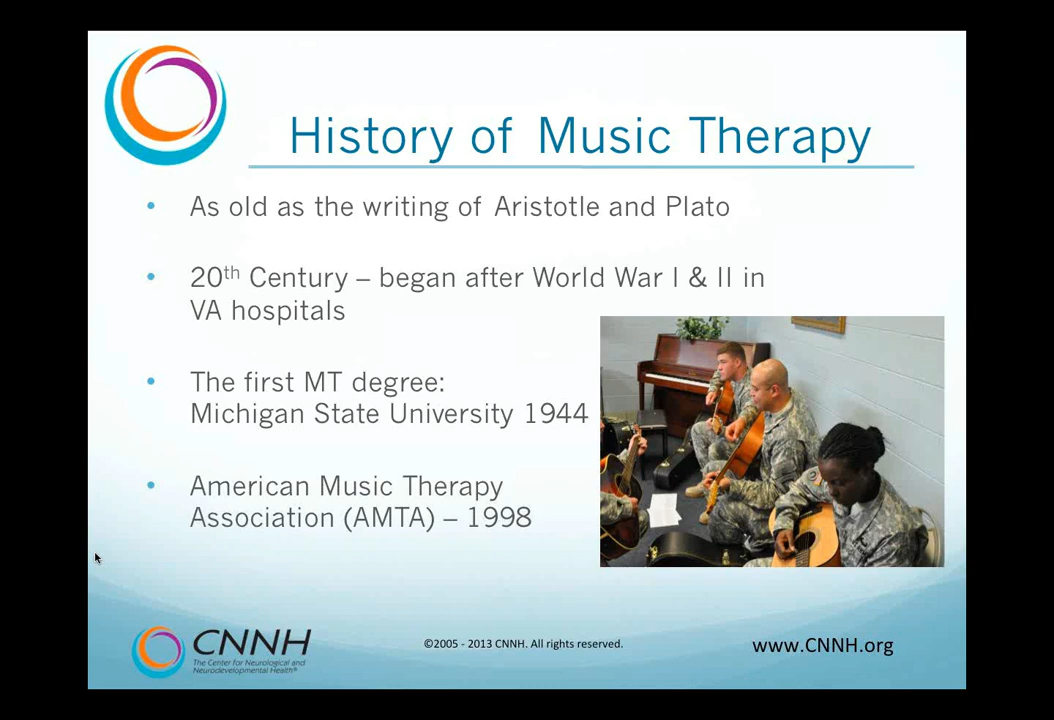 History of Music Therapy
• As old as the writing of Aristotle and Plato
• 20th Century – began after World War I & II in
VA hospitals
• The first MT degree:
Michigan State University 1944
• American Music Therapy
Association (AMTA) – 1998
CNNH
The Center for Neurological and
Neurodevelopmental Health®
©2005 - 2013 CNNH. All rights reserved.
www.CNNH.org